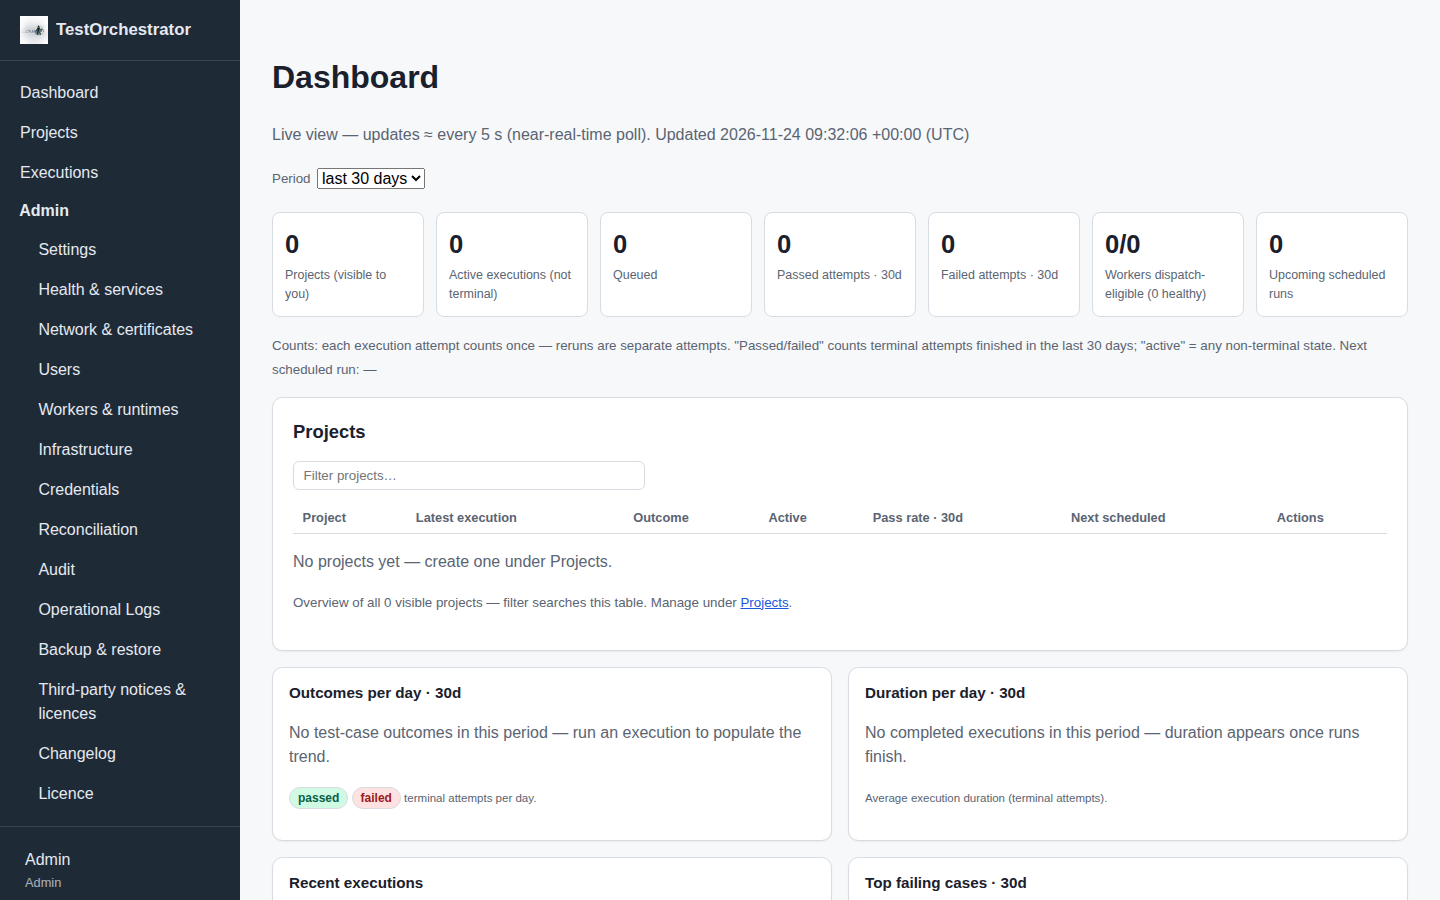 TestOrchestrator
Dashboard
Projects
Executions
Admin
Settings
Health & services
Network & certificates
Users
Workers & runtimes
Infrastructure
Credentials
Reconciliation
Audit
Operational Logs
Backup & restore
Third-party notices &
licences
Changelog
Licence
Admin
Admin
Dashboard
Live view — updates ≈ every 5 s (near-real-time poll). Updated 2026-11-24 09:32:06 +00:00 (UTC)
Period last 30 days
0
Projects (visible to
you)
0
Active executions (not
terminal)
0
Queued
0
Passed attempts · 30d
0
Failed attempts · 30d
0/0
Workers dispatch-
eligible (0 healthy)
0
Upcoming scheduled
runs
Counts: each execution attempt counts once — reruns are separate attempts. "Passed/failed" counts terminal attempts finished in the last 30 days; "active" = any non-terminal state. Next
scheduled run: —
Projects
Filter projects…
Project Latest execution Outcome Active Pass rate · 30d Next scheduled Actions
No projects yet — create one under Projects.
Overview of all 0 visible projects — filter searches this table. Manage under Projects.
Outcomes per day · 30d
No test-case outcomes in this period — run an execution to populate the
trend.
passed failed terminal attempts per day.
Duration per day · 30d
No completed executions in this period — duration appears once runs
finish.
Average execution duration (terminal attempts).
Recent executions
Top failing cases · 30d